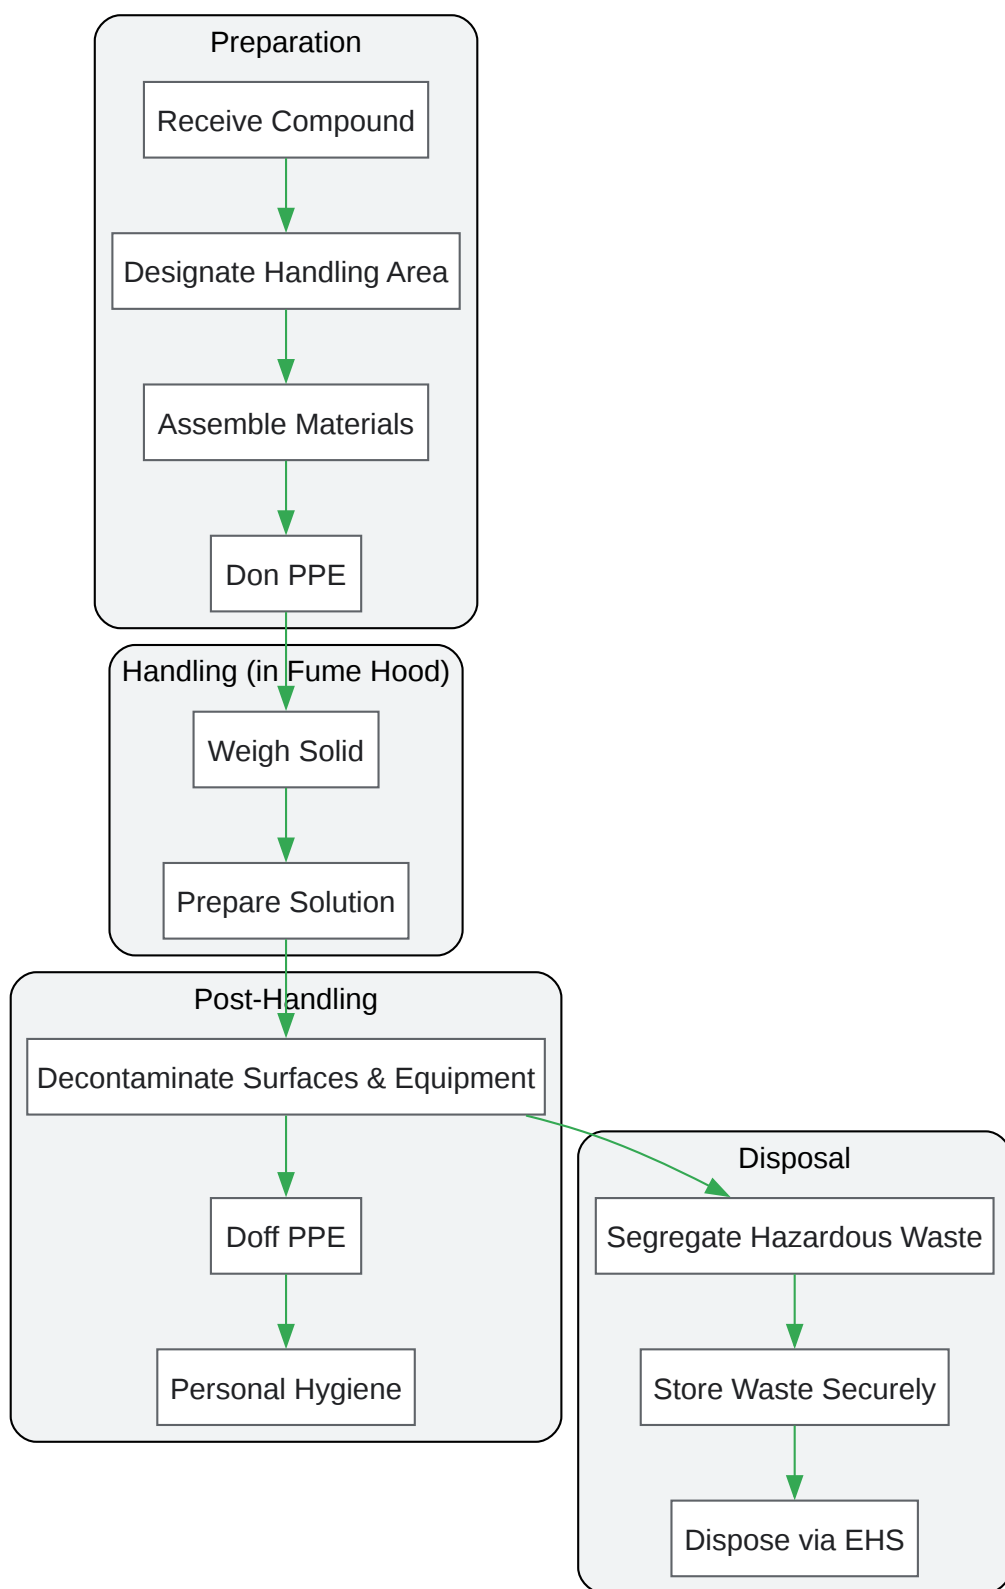 Preparation
Receive Compound
Designate Handling Area
Assemble Materials
Don PPE
Handling (in Fume Hood)
Weigh Solid
Prepare Solution
Post-Handling
Decontaminate Surfaces & Equipment
Doff PPE
Personal Hygiene
Disposal
Segregate Hazardous Waste
Store Waste Securely
Dispose via EHS